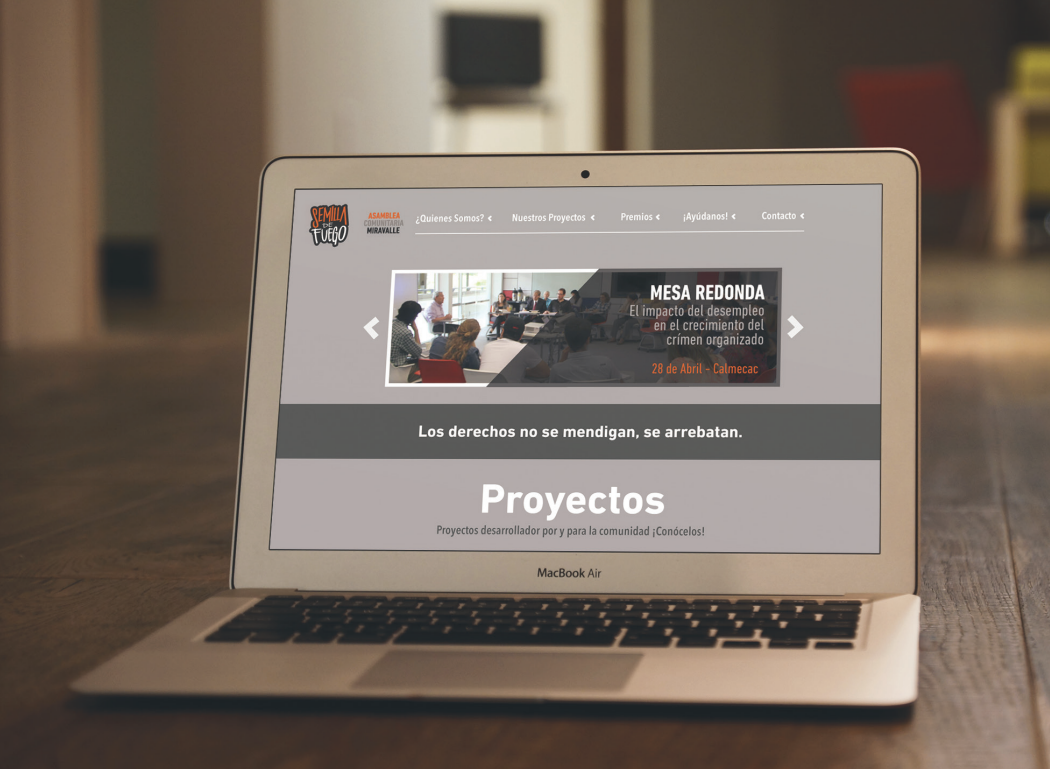 SEMILLA
DE
FUEGO
ASAMBLEA
COMUNITARIA
MIRAVALLE
¿Quienes Somos?
Nuestros Proyectos
Premios
¡Ayúdanos!
Contacto
MESA REDONDA
El impacto del desempleo
en el crecimiento del
crímen organizado
28 de Abril - Calmecac
Los derechos no se mendigan, se arrebatan.
Proyectos
Proyectos desarrollador por y para la comunidad ¡Conócelos!
MacBook Air